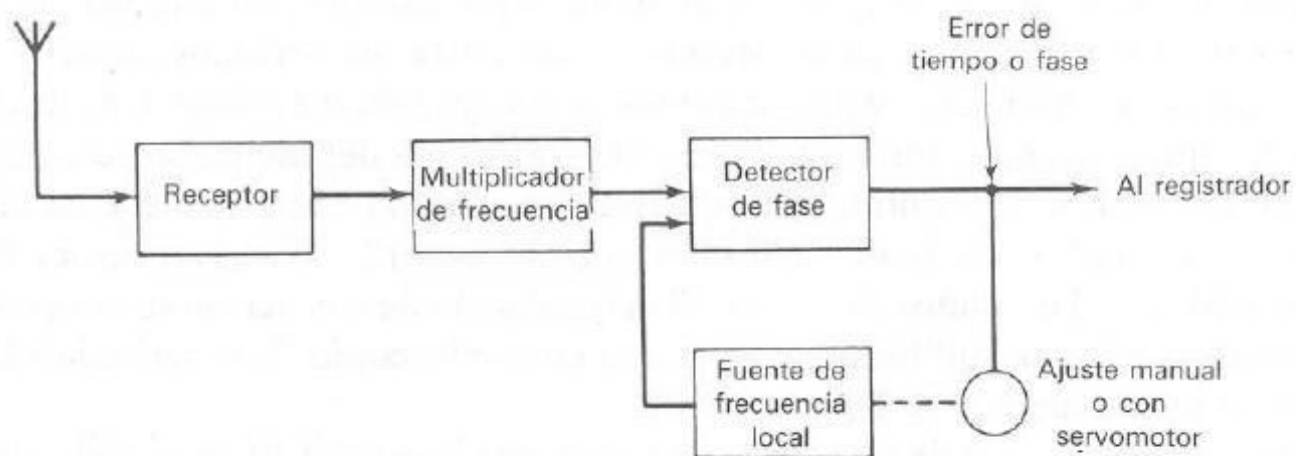 Error de
tiempo o fase
Receptor
Multiplicador
de frecuencia
Detector
de fase
Al registrador
Fuente de
frecuencia
local
Ajuste manual
o con
servomotor